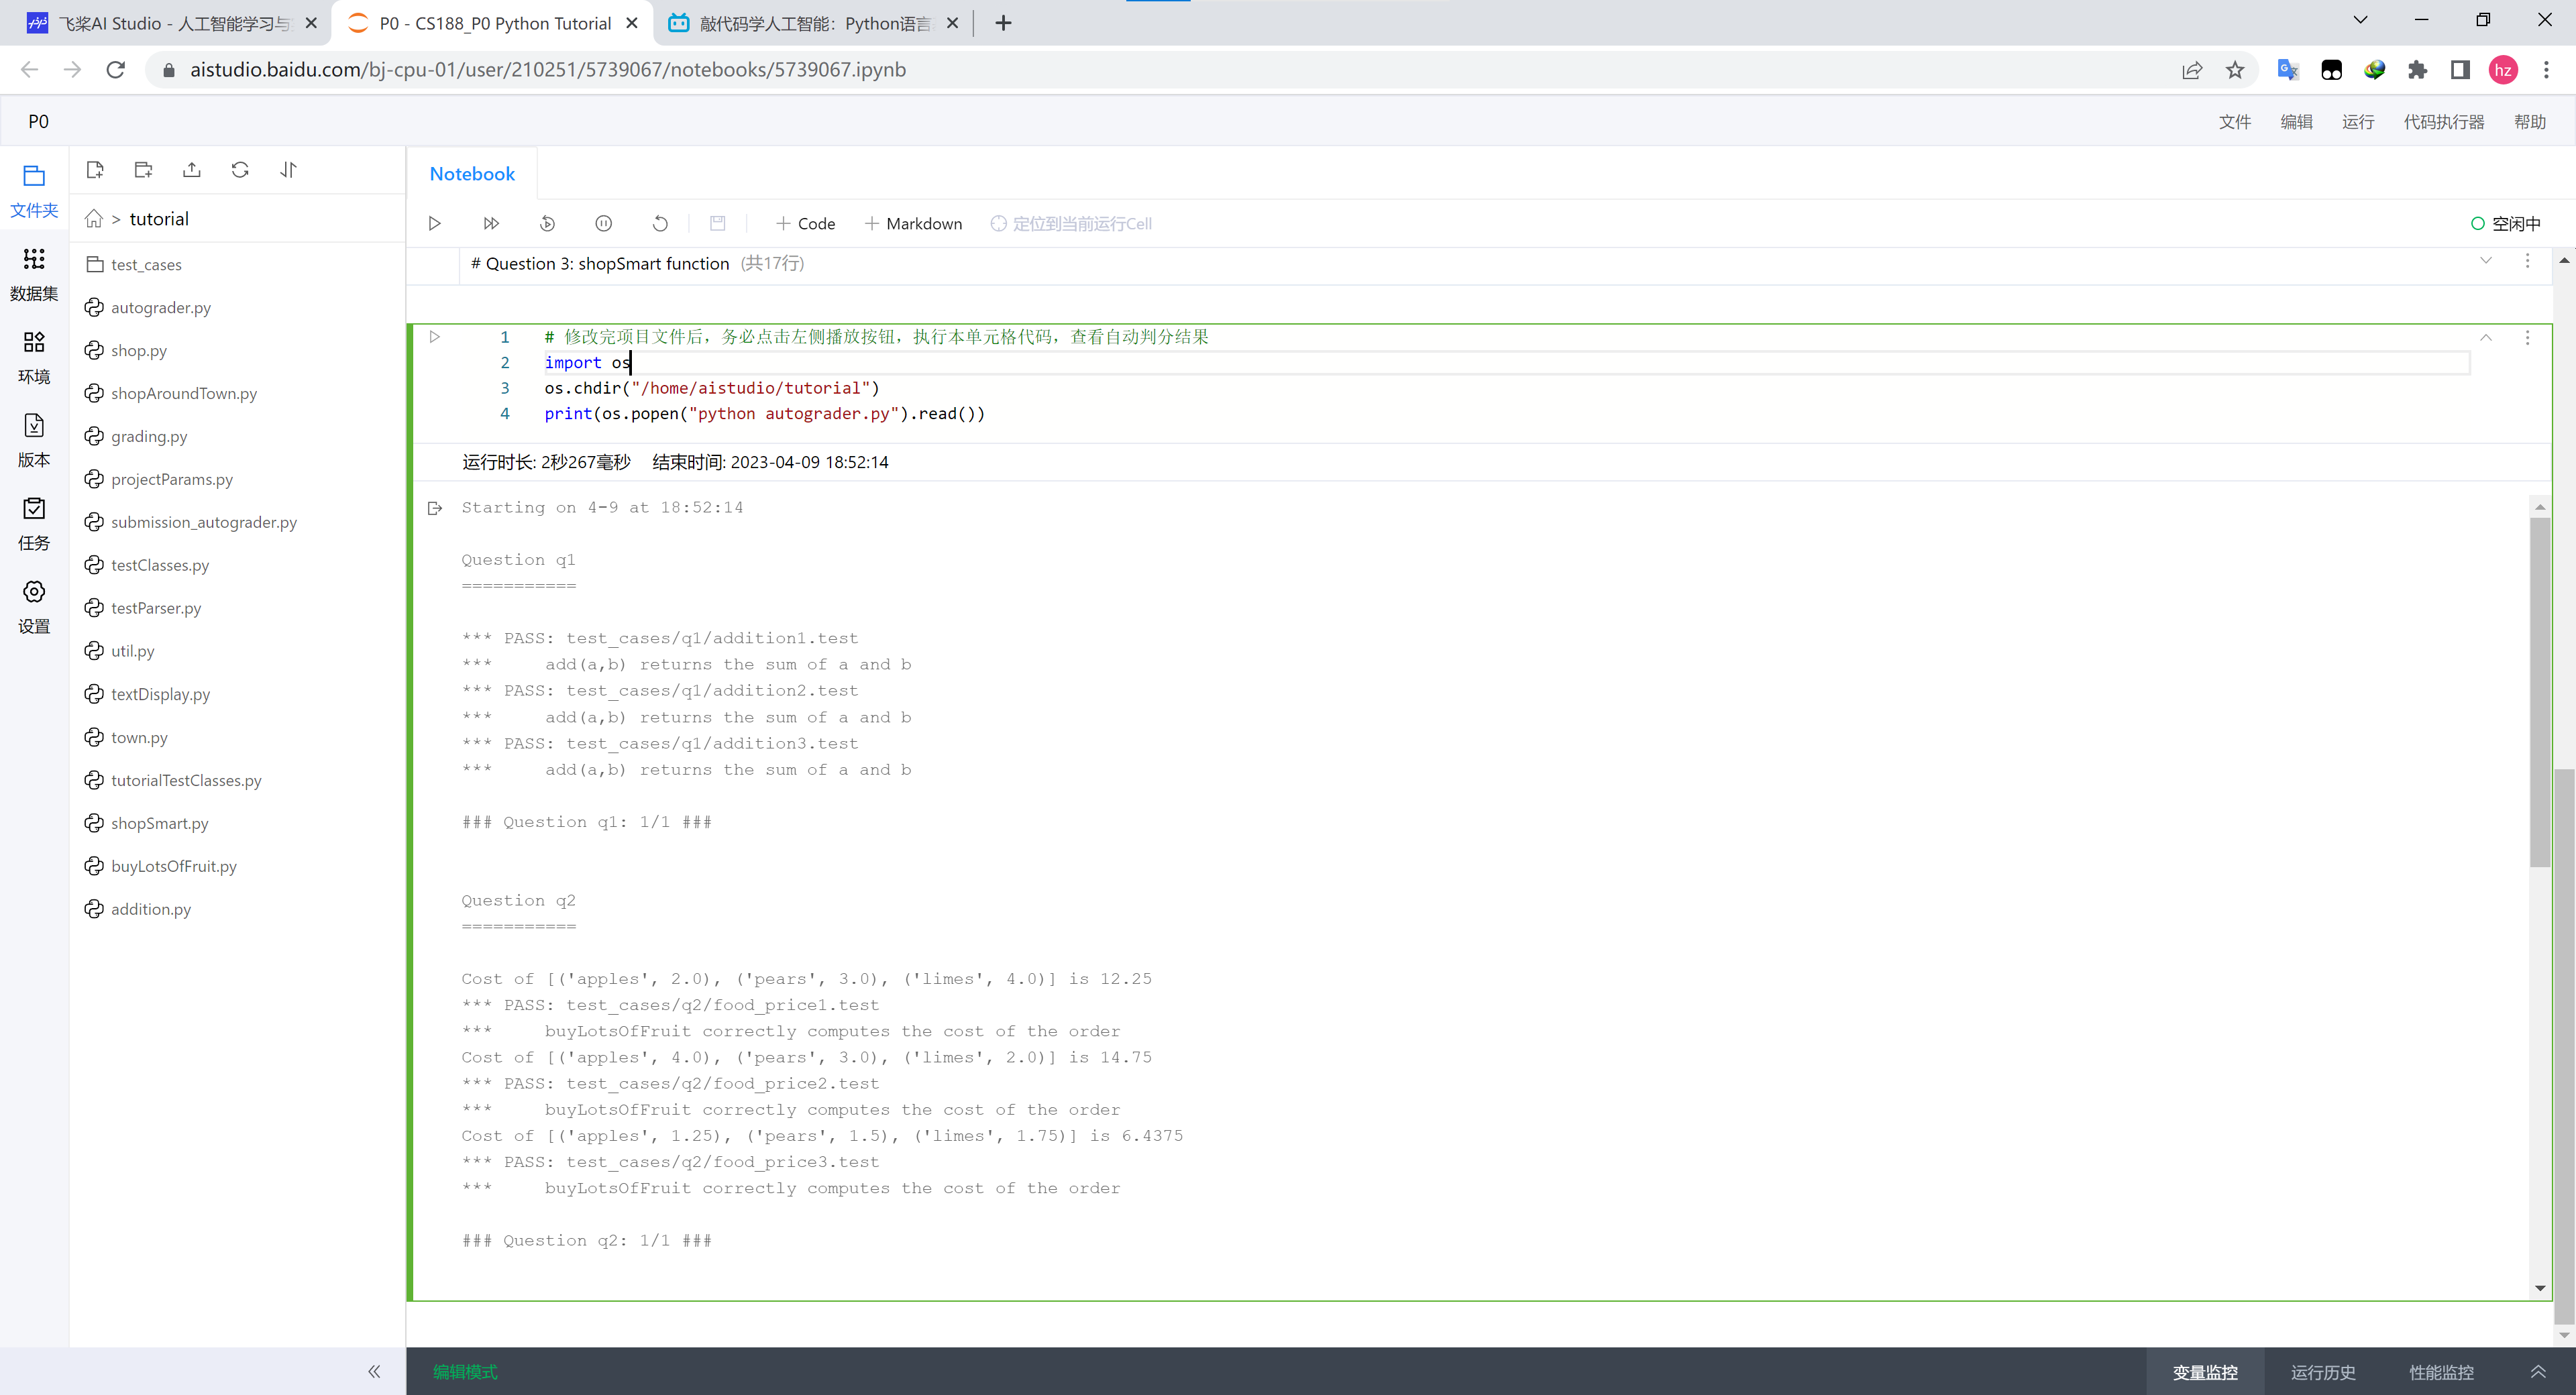 飞桨AI Studio - 人工智能学习与
P0 - CS188_P0 Python Tutorial
敲代码学人工智能：Python语言
aistudio.baidu.com/bj-cpu-01/user/210251/5739067/notebooks/5739067.ipynb
hz
P0
文件 编辑 运行 代码执行器 帮助
文件夹
数据集
环境
版本
任务
设置
> tutorial
test_cases
autograder.py
shop.py
shopAroundTown.py
grading.py
projectParams.py
submission_autograder.py
testClasses.py
testParser.py
util.py
textDisplay.py
town.py
tutorialTestClasses.py
shopSmart.py
buyLotsOfFruit.py
addition.py
Notebook
+ Code + Markdown 定位到当前运行Cell
空闲中
# Question 3: shopSmart function (共17行)
1 # 修改完项目文件后，务必点击左侧播放按钮，执行本单元格代码，查看自动判分结果
2 import os
3 os.chdir("/home/aistudio/tutorial")
4 print(os.popen("python autograder.py").read())
运行时长: 2秒267毫秒 结束时间: 2023-04-09 18:52:14
Starting on 4-9 at 18:52:14
Question q1
===========
*** PASS: test_cases/q1/addition1.test
***     add(a,b) returns the sum of a and b
*** PASS: test_cases/q1/addition2.test
***     add(a,b) returns the sum of a and b
*** PASS: test_cases/q1/addition3.test
***     add(a,b) returns the sum of a and b
### Question q1: 1/1 ###
Question q2
===========
Cost of [('apples', 2.0), ('pears', 3.0), ('limes', 4.0)] is 12.25
*** PASS: test_cases/q2/food_price1.test
***     buyLotsOfFruit correctly computes the cost of the order
Cost of [('apples', 4.0), ('pears', 3.0), ('limes', 2.0)] is 14.75
*** PASS: test_cases/q2/food_price2.test
***     buyLotsOfFruit correctly computes the cost of the order
Cost of [('apples', 1.25), ('pears', 1.5), ('limes', 1.75)] is 6.4375
*** PASS: test_cases/q2/food_price3.test
***     buyLotsOfFruit correctly computes the cost of the order
### Question q2: 1/1 ###
编辑模式
变量监控 运行历史 性能监控